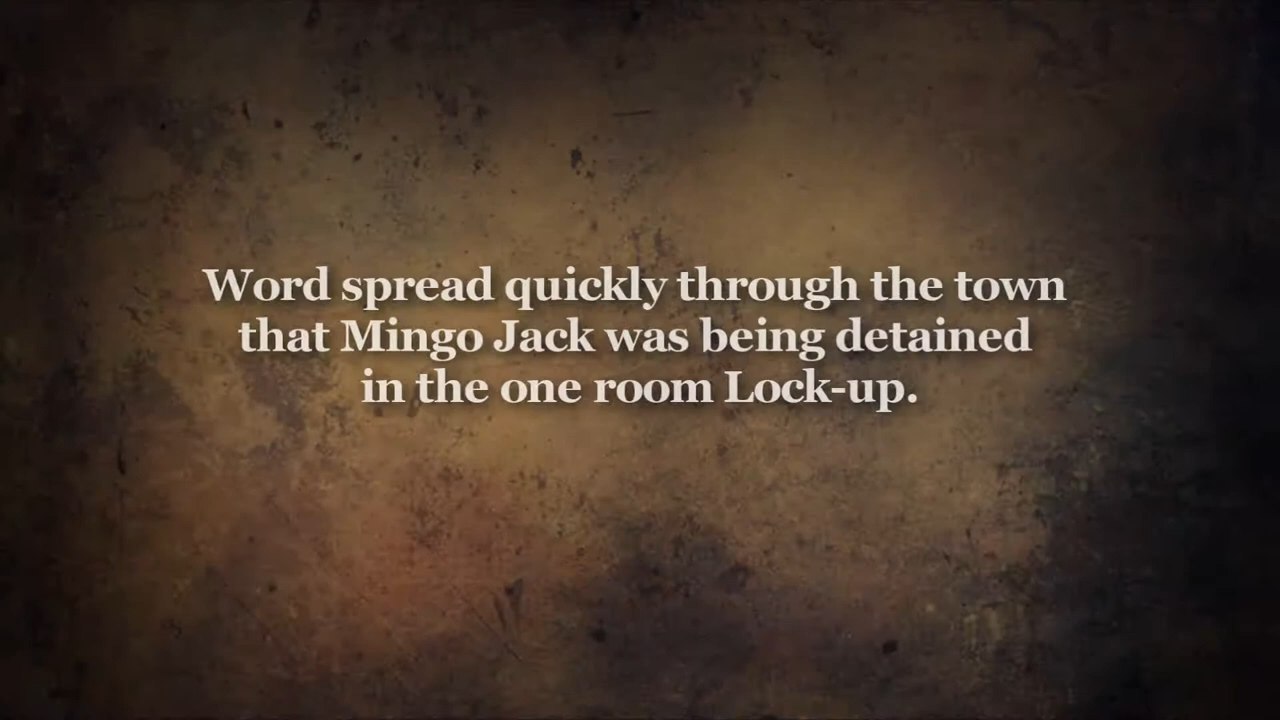 Word spread quickly through the town
that Mingo Jack was being detained
in the one room Lock-up.